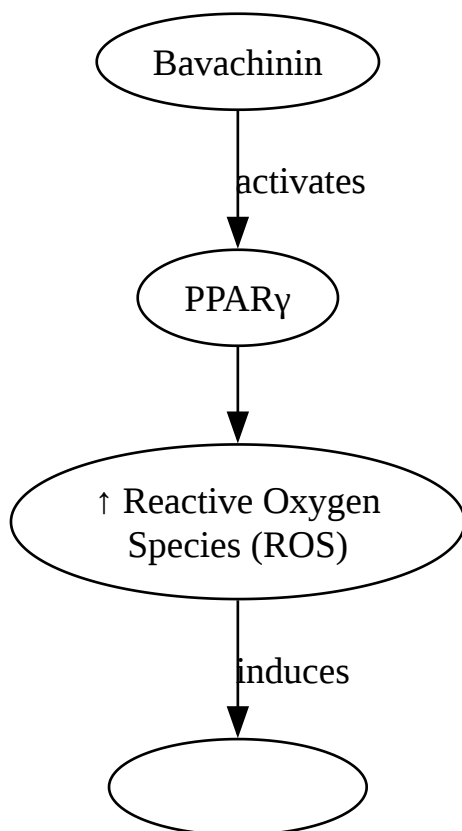 Bavachinin
activates
PPARγ
↑ Reactive Oxygen
Species (ROS)
induces